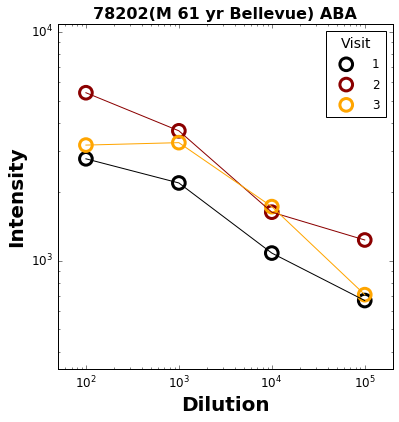 78202(M 61 yr Bellevue) ABA
Visit
1
2
3
10⁴
10³
Intensity
10² 10³ 10⁴ 10⁵
Dilution